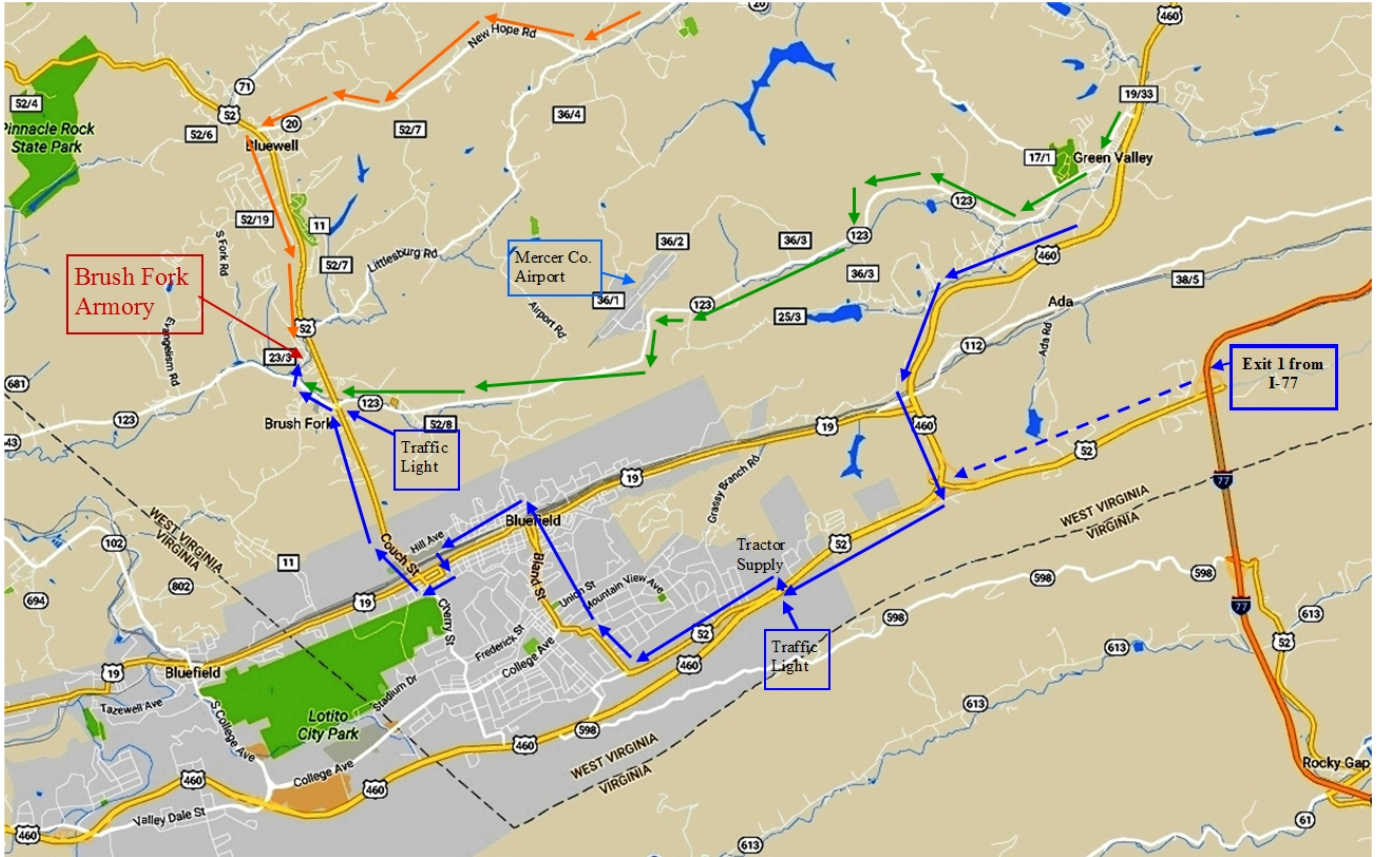 460
20
New Hope Rd
71
52/4
52
19/33
20
52/7
36/4
52/6
Pinnacle Rock
State Park
Bluewell
17/1
Green Valley
123
52/19
11
S Fork Rd
123
36/2
36/3
Mercer Co.
Airport
Littlesburg Rd
52/7
460
36/3
38/5
Brush Fork
Armory
36/1
123
Ada
25/3
Airport Rd
52
Evangelism Rd
23/3
112
Ada Rd
Exit 1 from
I-77
681
123
123
Brush Fork
52/8
19
460
43
Traffic
Light
52
Grassy Branch Rd
19
77
WEST VIRGINIA
VIRGINIA
Bluefield
WEST VIRGINIA
VIRGINIA
102
Hill Ave
Couch St
52
Tractor
Supply
11
Bland St
802
Union St
Mountain View Ave
598
598
694
19
77
Cherry St
613
598
Frederick St
52
52
College Ave
Traffic
Light
460
613
19
Bluefield
Stadium Dr
Tazewell Ave
613
S College Ave
Lotito
City Park
598
460
WEST VIRGINIA
VIRGINIA
Rocky Gap
460
College Ave
460
Valley Dale St
61
460
613